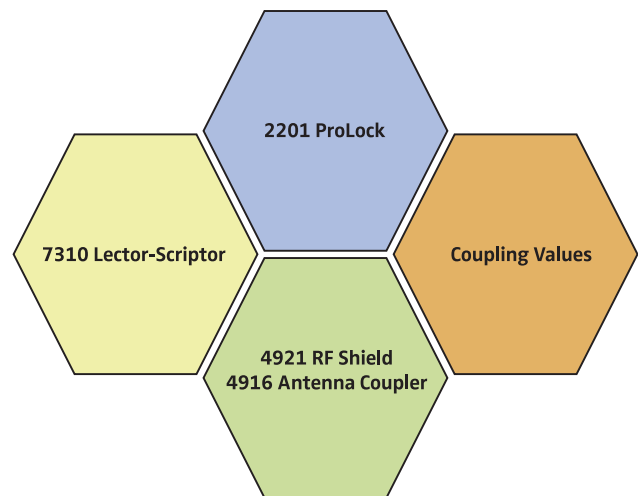 2201 ProLock
7310 Lector-Scriptor
Coupling Values
4921 RF Shield
4916 Antenna Coupler